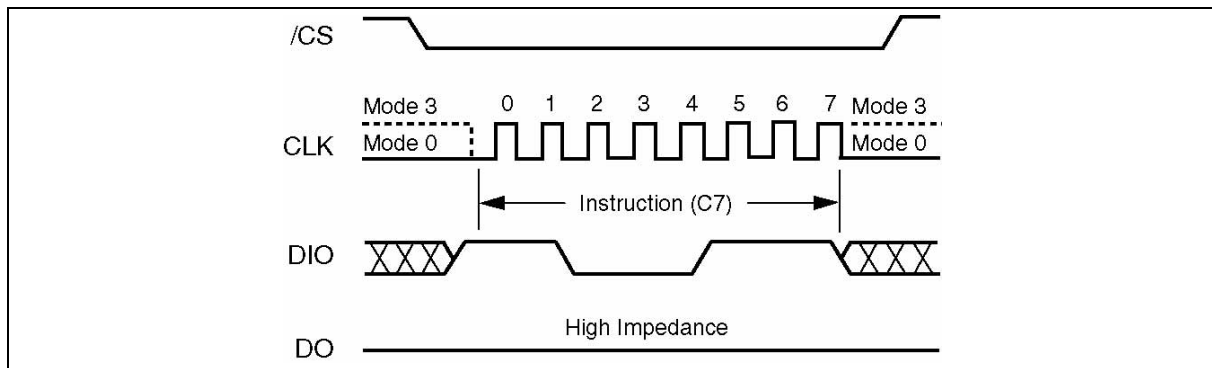 /CS
Mode 3 0 1 2 3 4 5 6 7 Mode 3
CLK Mode 0 Mode 0
Instruction (C7)
DIO
High Impedance
DO